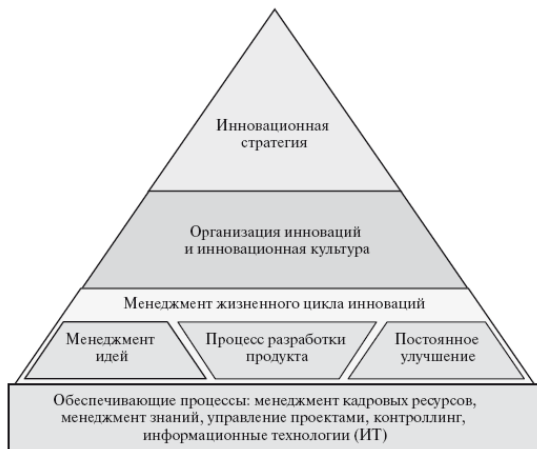 Инновационная
стратегия
Организация инноваций
и инновационная культура
Менеджмент жизненного цикла инноваций
Менеджмент
идей
Процесс разработки
продукта
Постоянное
улучшение
Обеспечивающие процессы: менеджмент кадровых ресурсов,
менеджмент знаний, управление проектами, контроллинг,
информационные технологии (ИТ)